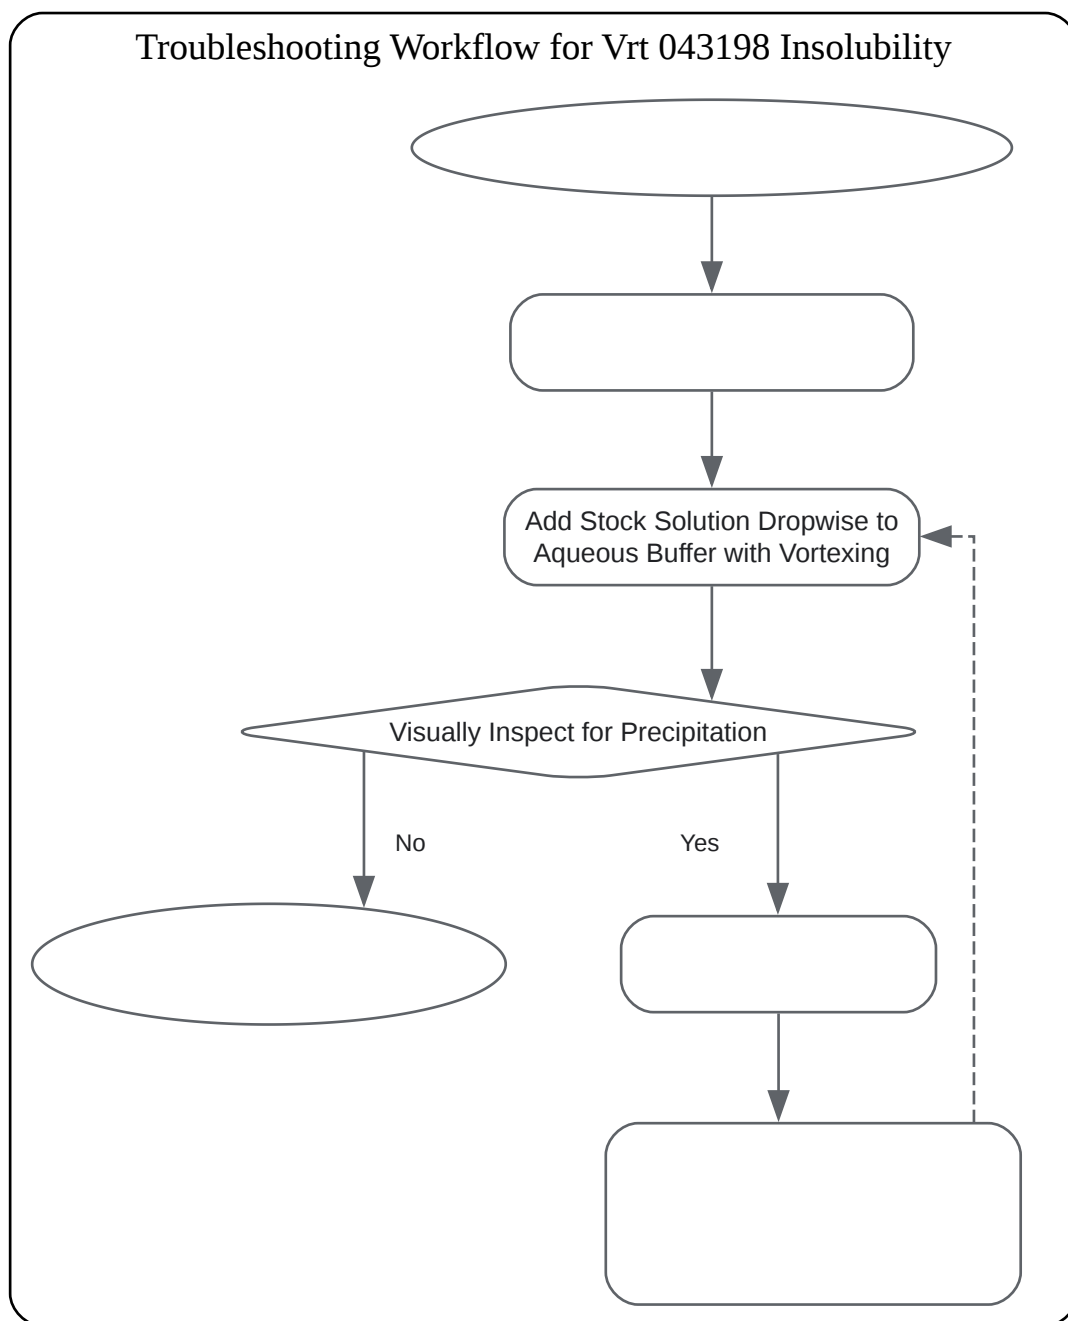 Troubleshooting Workflow for Vrt 043198 Insolubility
Add Stock Solution Dropwise to
Aqueous Buffer with Vortexing
Visually Inspect for Precipitation
No
Yes